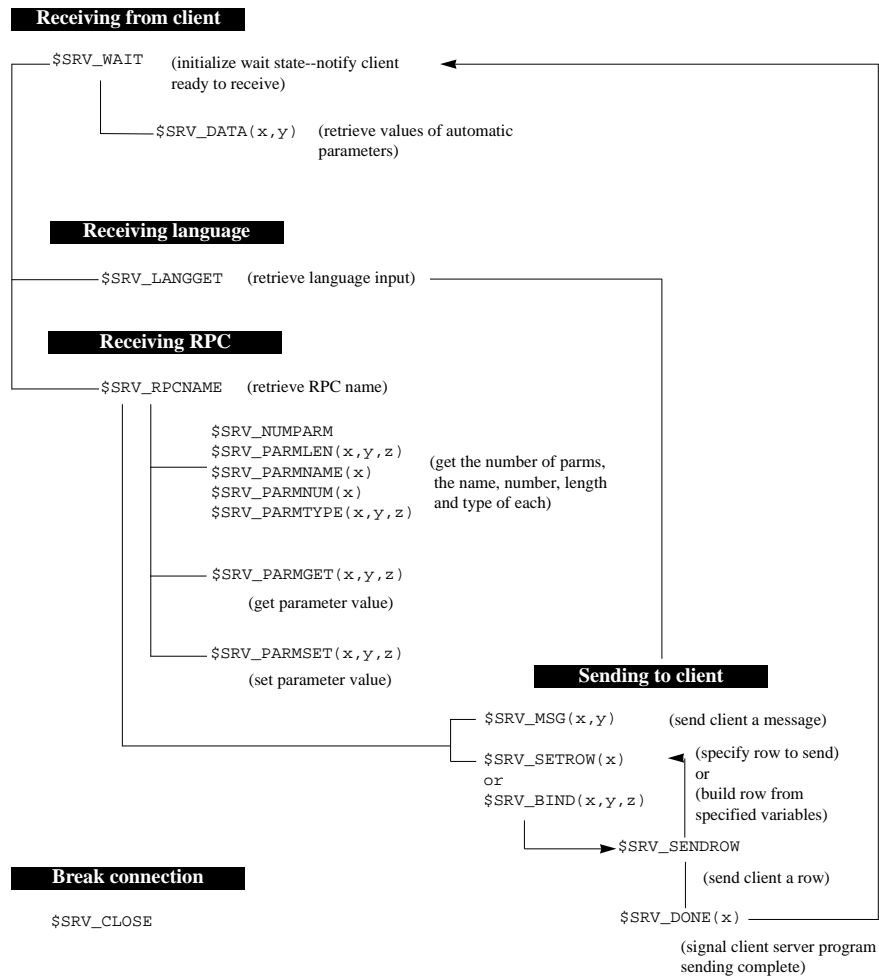 Receiving from client
$SRV_WAIT (initialize wait state--notify client
ready to receive)
$SRV_DATA(x,y) (retrieve values of automatic
parameters)
Receiving language
$SRV_LANGGET (retrieve language input)
Receiving RPC
$SRV_RPCNAME (retrieve RPC name)
$SRV_NUMPARM
$SRV_PARMLEN(x,y,z)
$SRV_PARMNAME(x)
$SRV_PARMNUM(x)
$SRV_PARMTYPE(x,y,z)
(get the number of parms,
the name, number, length
and type of each)
$SRV_PARMGET(x,y,z)
(get parameter value)
$SRV_PARMSET(x,y,z)
(set parameter value)
Sending to client
$SRV_MSG(x,y) (send client a message)
$SRV_SETROW(x)
or
$SRV_BIND(x,y,z)
(specify row to send)
or
(build row from
specified variables)
$SRV_SENDROW
(send client a row)
Break connection
$SRV_CLOSE
$SRV_DONE(x)
(signal client server program
sending complete)